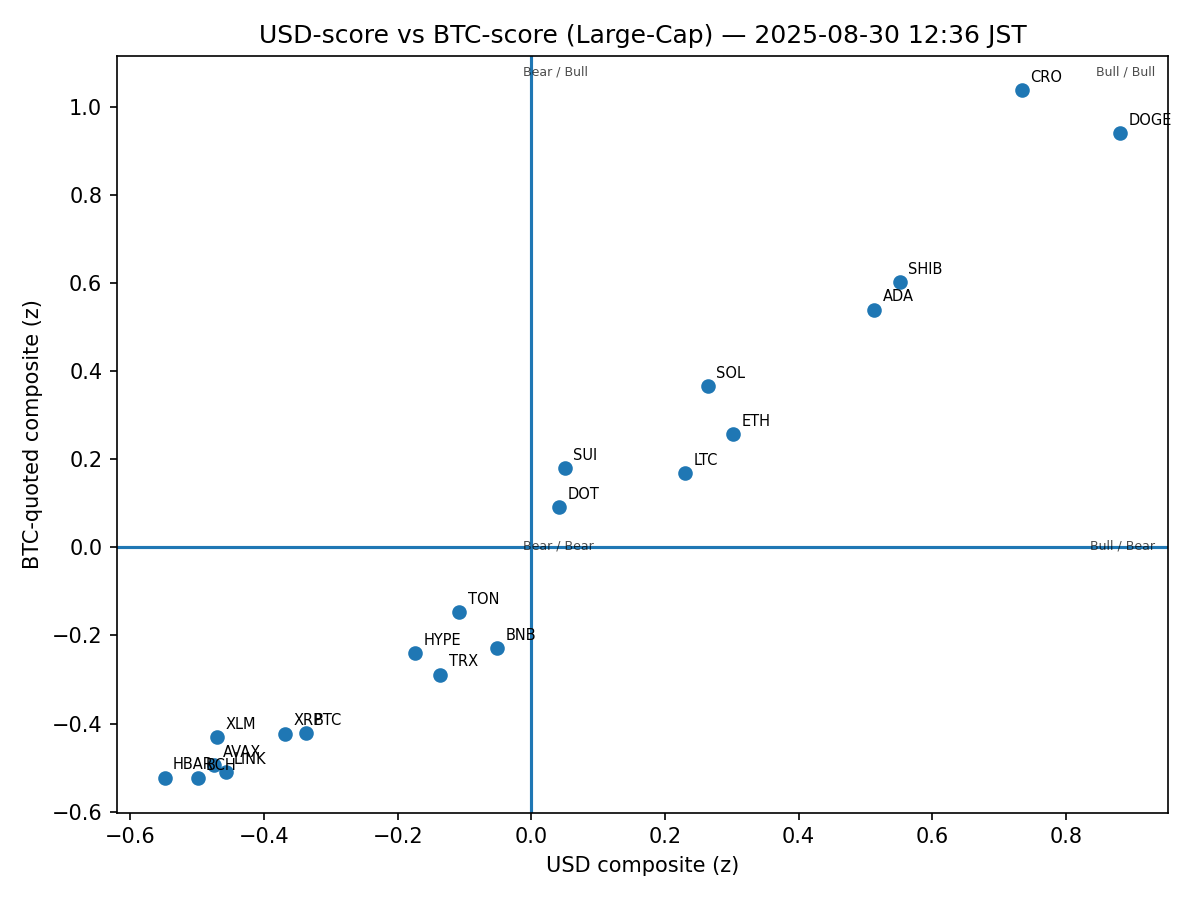 USD-score vs BTC-score (Large-Cap) — 2025-08-30 12:36 JST
Bear / Bull
Bull / Bull
CRO
DOGE
SHIB
ADA
SOL
ETH
SUI
LTC
DOT
Bear / Bear
Bull / Bear
TON
BNB
HYPE
TRX
XLM
XRP
BTC
AVAX
LINK
HBAR
BCH
1.0
0.8
0.6
0.4
0.2
0.0
−0.2
−0.4
−0.6
BTC-quoted composite (z)
−0.6
−0.4
−0.2
0.0
0.2
0.4
0.6
0.8
USD composite (z)